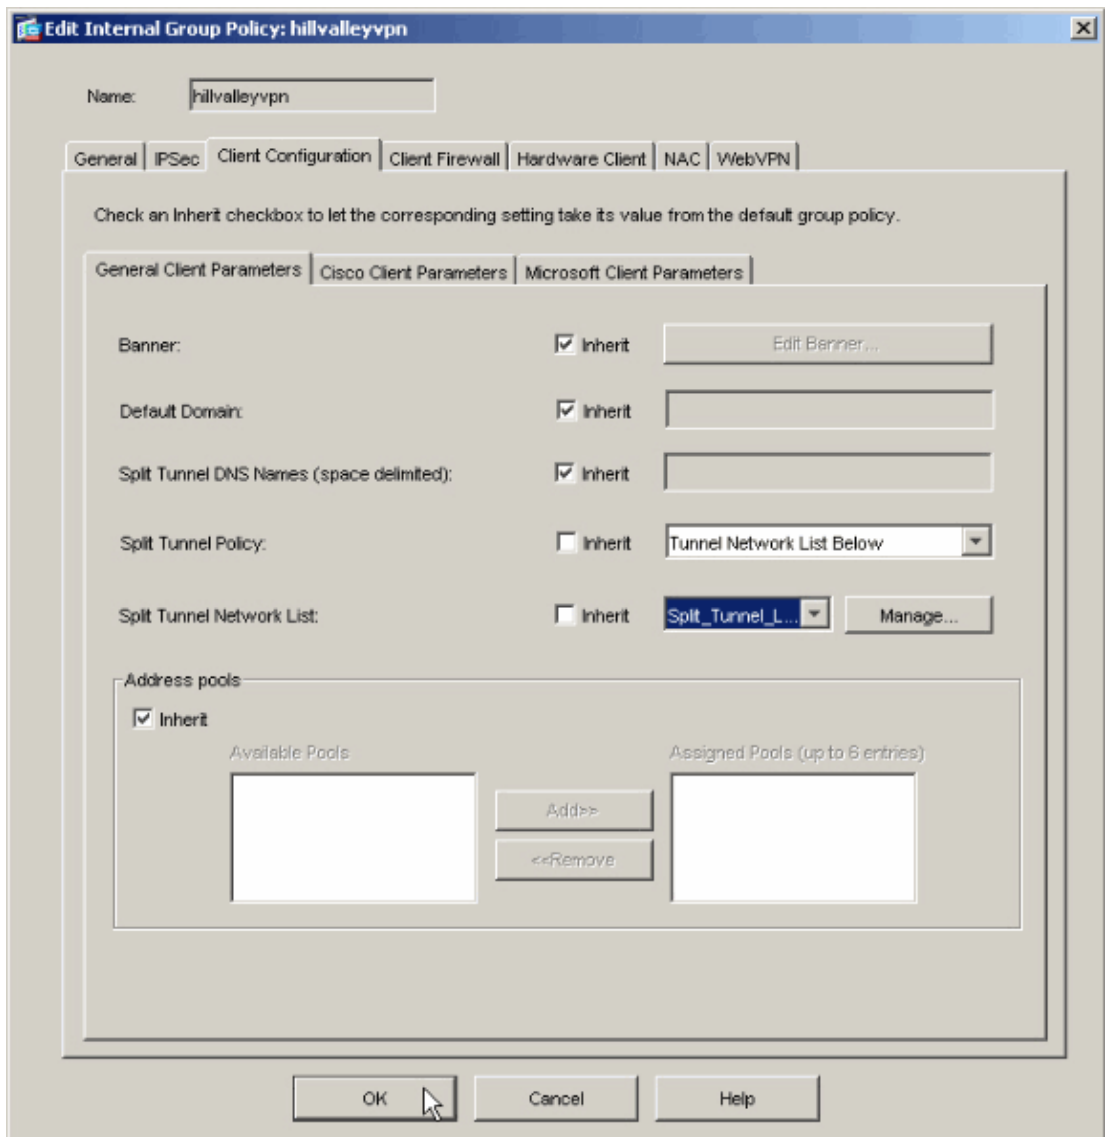 Edit Internal Group Policy: hillvalleyvpn
Name: hillvalleyvpn
General IPSec Client Configuration Client Firewall Hardware Client NAC WebVPN
Check an Inherit checkbox to let the corresponding setting take its value from the default group policy.
General Client Parameters Cisco Client Parameters Microsoft Client Parameters
Banner: Inherit Edit Banner...
Default Domain: Inherit
Split Tunnel DNS Names (space delimited): Inherit
Split Tunnel Policy: Inherit Tunnel Network List Below
Split Tunnel Network List: Inherit Split_Tunnel_L... Manage...
Address pools
Inherit
Available Pools Assigned Pools (up to 6 entries)
Add>>
<<Remove
OK Cancel Help